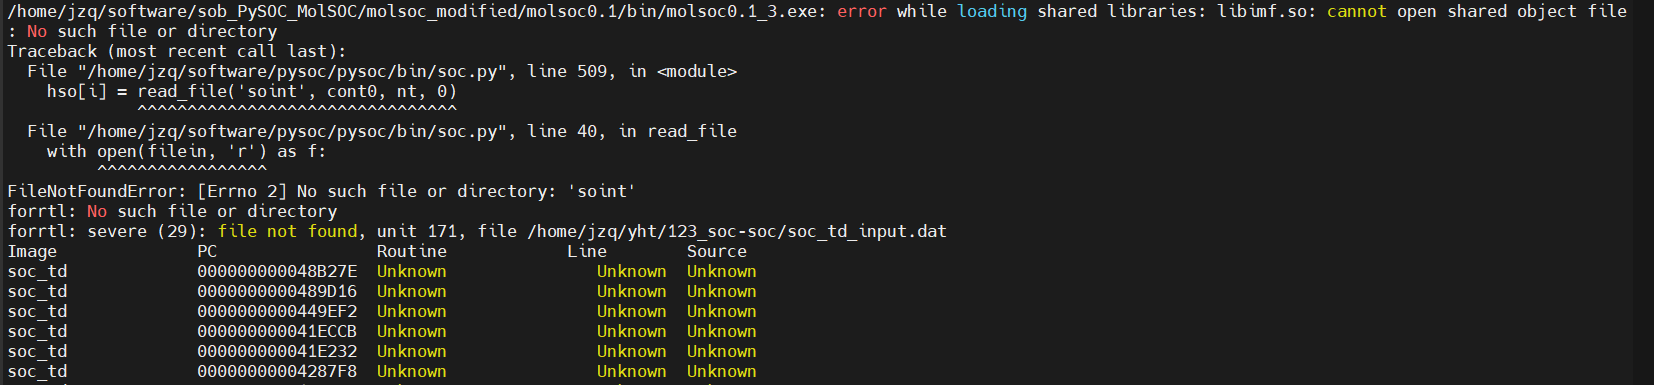 /home/jzq/software/sob_PySOC_MolSOC/molsoc_modified/molsoc0.1/bin/molsoc0.1_3.exe: error while loading shared libraries: libimf.so: cannot open shared object file
: No such file or directory
Traceback (most recent call last):
  File "/home/jzq/software/pysoc/pysoc/bin/soc.py", line 509, in <module>
    hso[i] = read_file('soint', cont0, nt, 0)
             ^^^^^^^^^^^^^^^^^^^^^^^^^^^^^^^^
  File "/home/jzq/software/pysoc/pysoc/bin/soc.py", line 40, in read_file
    with open(filein, 'r') as f:
         ^^^^^^^^^^^^^^^^^
FileNotFoundError: [Errno 2] No such file or directory: 'soint'
forrtl: No such file or directory
forrtl: severe (29): file not found, unit 171, file /home/jzq/yht/123_soc-soc/soc_td_input.dat
Image              PC                Routine            Line        Source
soc_td             000000000048B27E  Unknown               Unknown  Unknown
soc_td             0000000000489D16  Unknown               Unknown  Unknown
soc_td             0000000000449EF2  Unknown               Unknown  Unknown
soc_td             000000000041ECCB  Unknown               Unknown  Unknown
soc_td             000000000041E232  Unknown               Unknown  Unknown
soc_td             00000000004287F8  Unknown               Unknown  Unknown